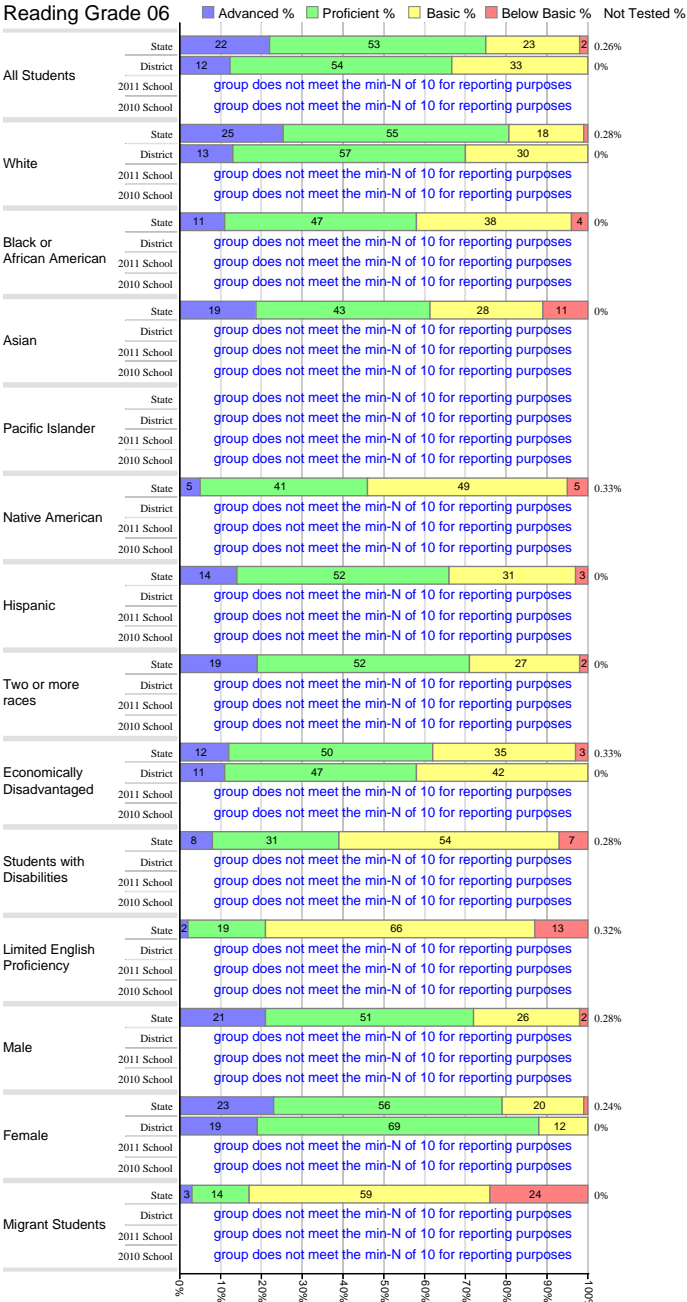 Reading Grade 06 Advanced % Proficient % Basic % Below Basic % Not Tested %
All Students
State 22 53 23 2 0.26%
District 12 54 33 0%
2011 School group does not meet the min-N of 10 for reporting purposes
2010 School group does not meet the min-N of 10 for reporting purposes
White
State 25 55 18 0.28%
District 13 57 30 0%
2011 School group does not meet the min-N of 10 for reporting purposes
2010 School group does not meet the min-N of 10 for reporting purposes
Black or
African American
State 11 47 38 4 0%
District group does not meet the min-N of 10 for reporting purposes
2011 School group does not meet the min-N of 10 for reporting purposes
2010 School group does not meet the min-N of 10 for reporting purposes
Asian
State 19 43 28 11 0%
District group does not meet the min-N of 10 for reporting purposes
2011 School group does not meet the min-N of 10 for reporting purposes
2010 School group does not meet the min-N of 10 for reporting purposes
Pacific Islander
State group does not meet the min-N of 10 for reporting purposes
District group does not meet the min-N of 10 for reporting purposes
2011 School group does not meet the min-N of 10 for reporting purposes
2010 School group does not meet the min-N of 10 for reporting purposes
Native American
State 5 41 49 5 0.33%
District group does not meet the min-N of 10 for reporting purposes
2011 School group does not meet the min-N of 10 for reporting purposes
2010 School group does not meet the min-N of 10 for reporting purposes
Hispanic
State 14 52 31 3 0%
District group does not meet the min-N of 10 for reporting purposes
2011 School group does not meet the min-N of 10 for reporting purposes
2010 School group does not meet the min-N of 10 for reporting purposes
Two or more
races
State 19 52 27 2 0%
District group does not meet the min-N of 10 for reporting purposes
2011 School group does not meet the min-N of 10 for reporting purposes
2010 School group does not meet the min-N of 10 for reporting purposes
Economically
Disadvantaged
State 12 50 35 3 0.33%
District 11 47 42 0%
2011 School group does not meet the min-N of 10 for reporting purposes
2010 School group does not meet the min-N of 10 for reporting purposes
Students with
Disabilities
State 8 31 54 7 0.28%
District group does not meet the min-N of 10 for reporting purposes
2011 School group does not meet the min-N of 10 for reporting purposes
2010 School group does not meet the min-N of 10 for reporting purposes
Limited English
Proficiency
State 2 19 66 13 0.32%
District group does not meet the min-N of 10 for reporting purposes
2011 School group does not meet the min-N of 10 for reporting purposes
2010 School group does not meet the min-N of 10 for reporting purposes
Male
State 21 51 26 2 0.28%
District group does not meet the min-N of 10 for reporting purposes
2011 School group does not meet the min-N of 10 for reporting purposes
2010 School group does not meet the min-N of 10 for reporting purposes
Female
State 23 56 20 0.24%
District 19 69 12 0%
2011 School group does not meet the min-N of 10 for reporting purposes
2010 School group does not meet the min-N of 10 for reporting purposes
Migrant Students
State 3 14 59 24 0%
District group does not meet the min-N of 10 for reporting purposes
2011 School group does not meet the min-N of 10 for reporting purposes
2010 School group does not meet the min-N of 10 for reporting purposes
0% 10% 20% 30% 40% 50% 60% 70% 80% 90% 100%